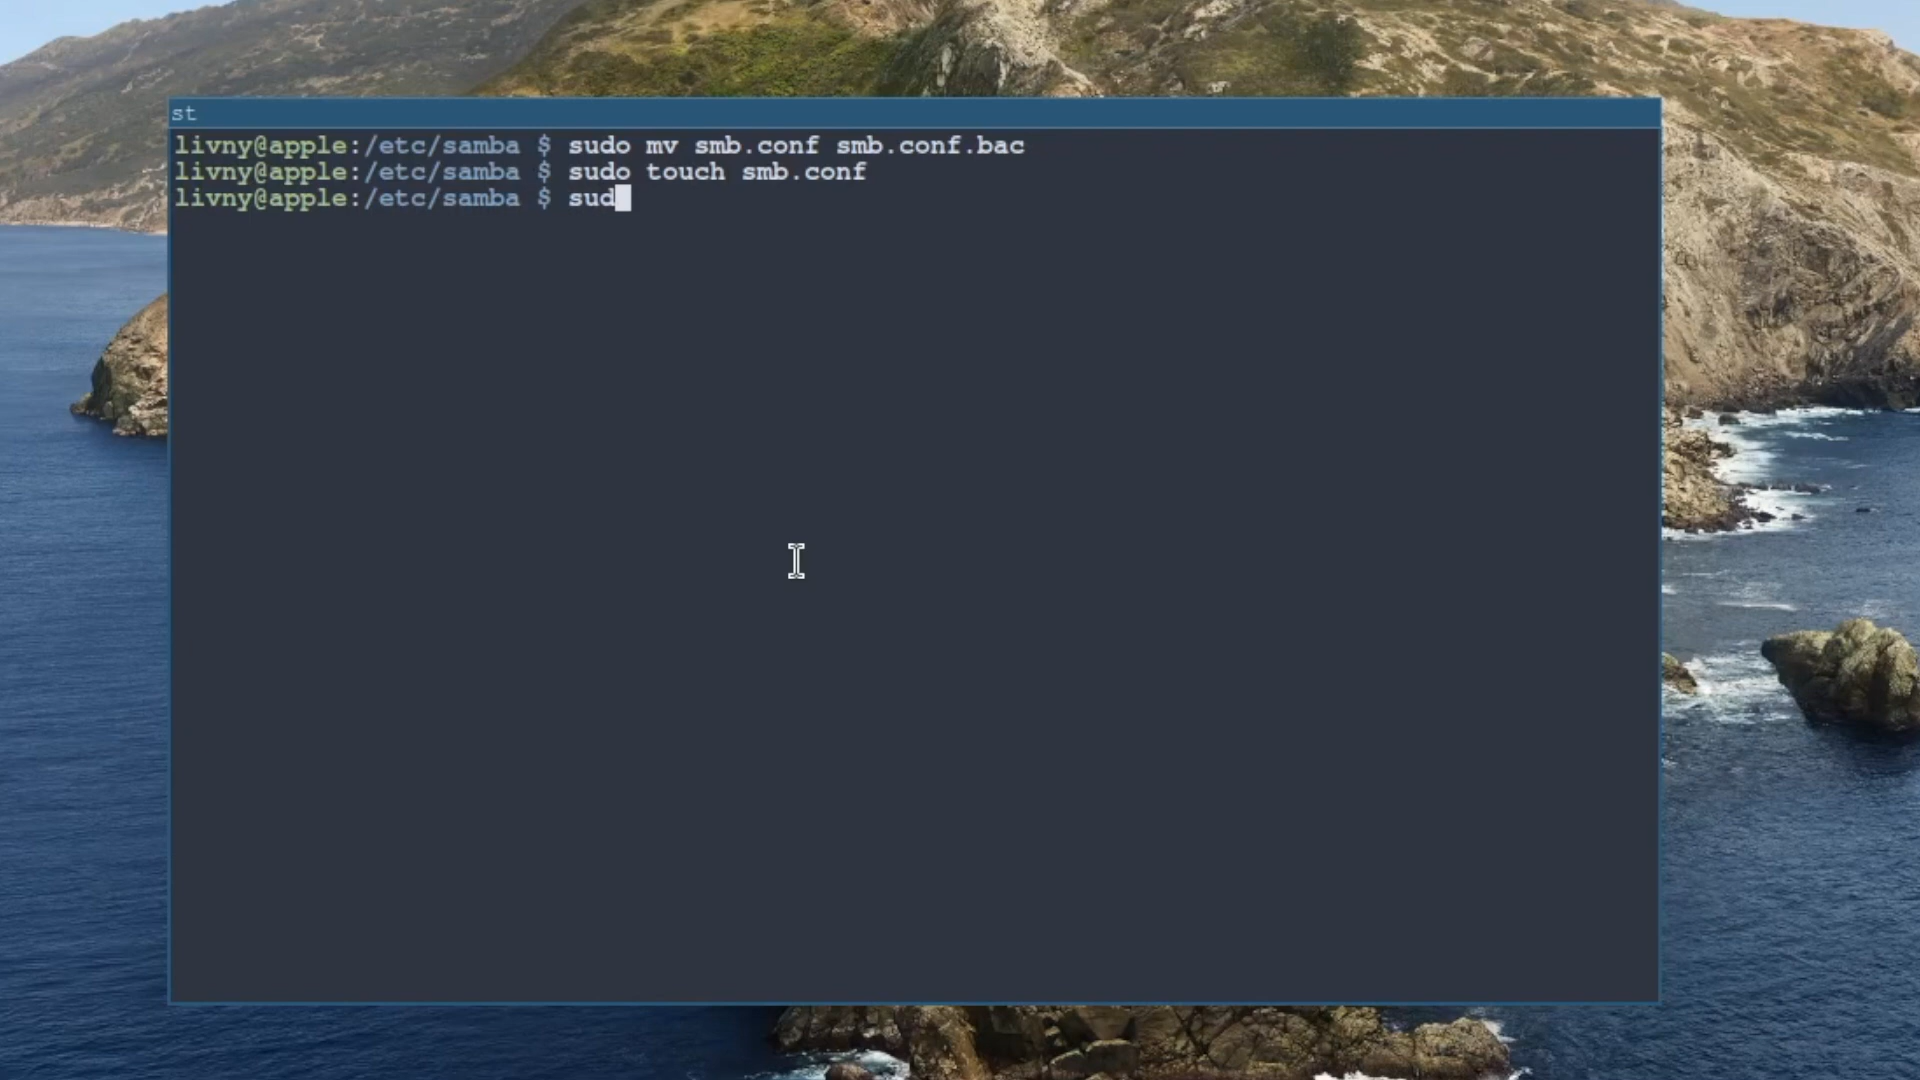 st
livny@apple:/etc/samba $ sudo mv smb.conf smb.conf.bac
livny@apple:/etc/samba $ sudo touch smb.conf
livny@apple:/etc/samba $ sud